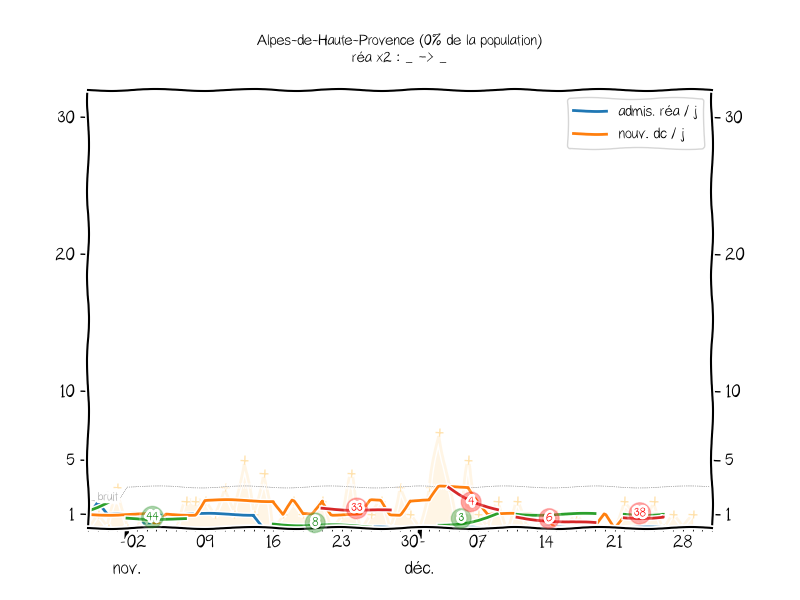 Alpes-de-Haute-Provence (0% de la population)
réa x2 : _ -> _
admis. réa / j
nouv. dc / j
30 30
20 20
10 10
5 5
1 1
bruit
44 8 33 3 4 6 38
02 09 16 23 30 07 14 21 28
nov. déc.